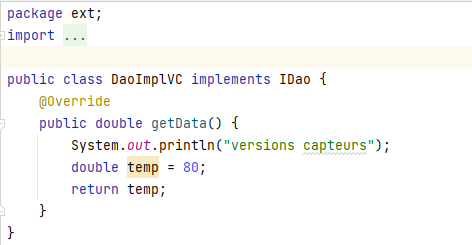 package ext;
import ...
public class DaoImplVC implements IDao {
    @Override
    public double getData() {
        System.out.println("versions capteurs");
        double temp = 80;
        return temp;
    }
}